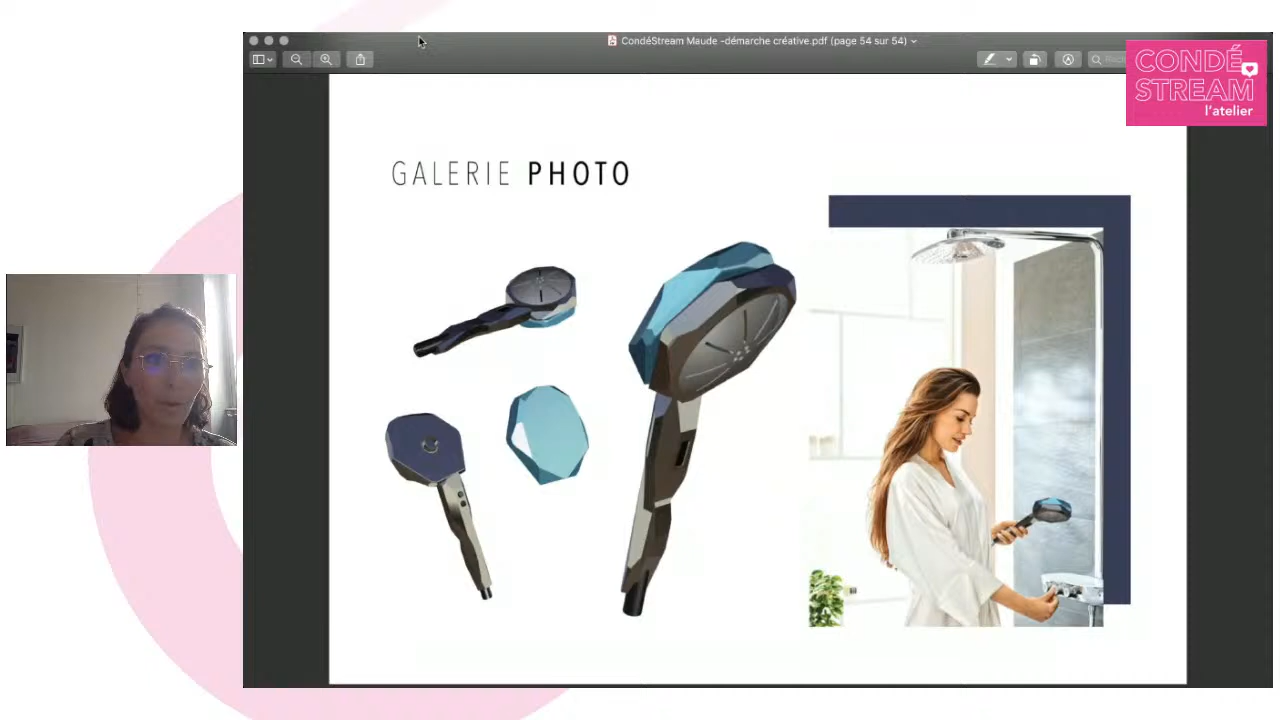 CondéStream Maude -démarche créative.pdf (page 54 sur 54)
CONDÉ
STREAM
l'atelier
GALERIE PHOTO